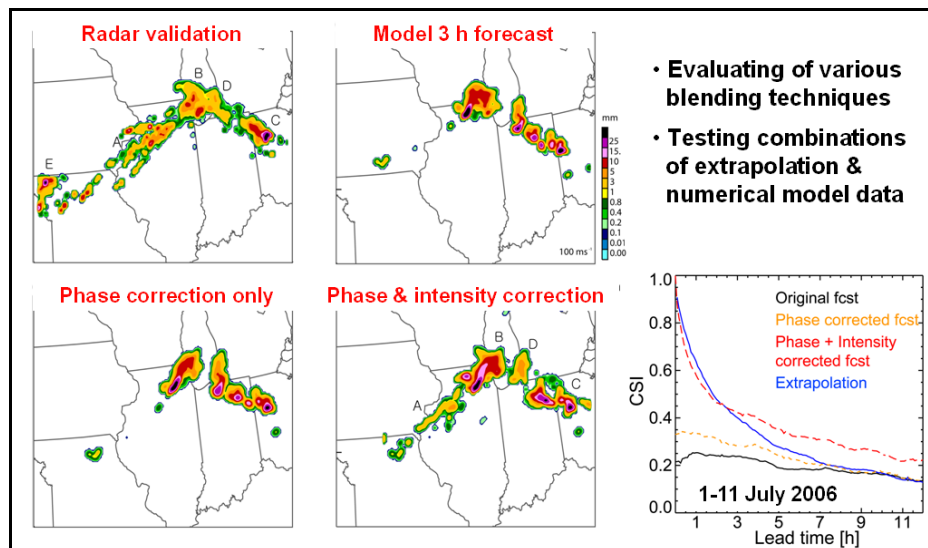 Radar validation
B
D
A
C
E
Model 3 h forecast
mm
25
15.
10
5
3
1
0.8
0.4
0.2
0.1
0.01
0.00
100 ms⁻¹
• Evaluating of various
blending techniques
• Testing combinations
of extrapolation &
numerical model data
Phase correction only
Phase & intensity correction
B
D
C
A
1.0
0.8
0.6
0.4
0.2
0.0
CSI
Original fcst
Phase corrected fcst
Phase + Intensity
corrected fcst
Extrapolation
1-11 July 2006
1 3 5 7 9 11
Lead time [h]